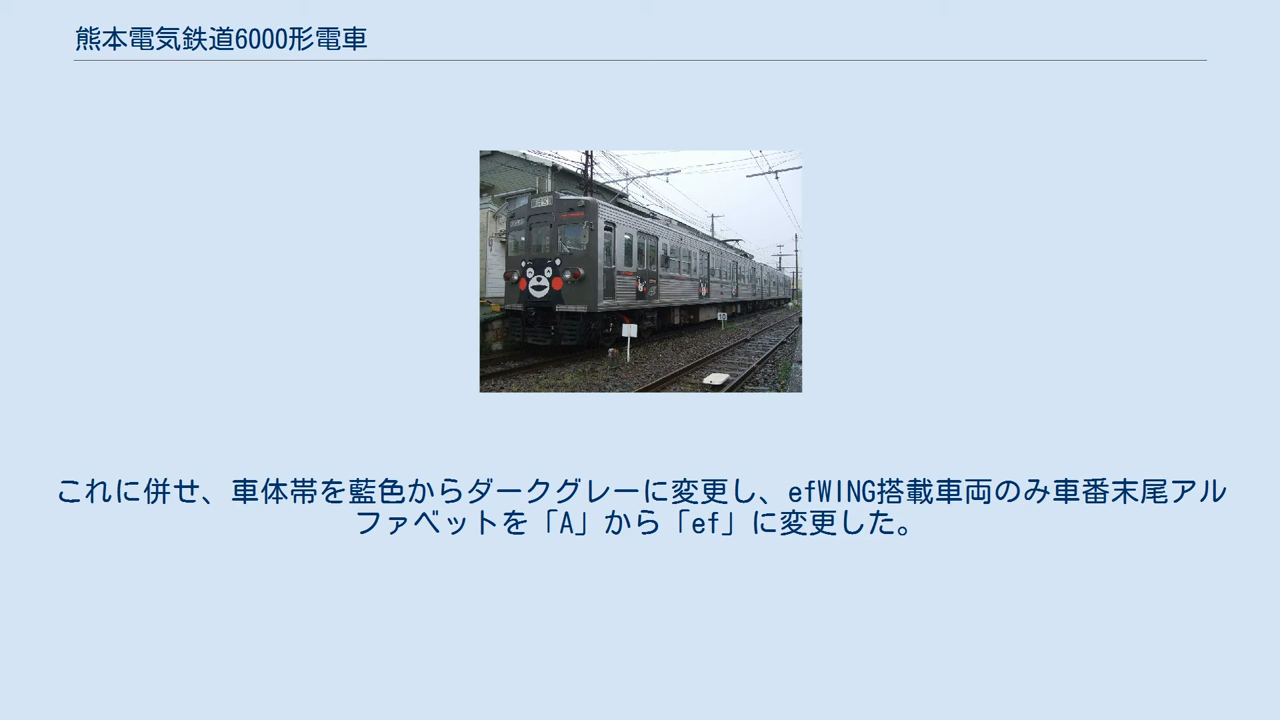 熊本電気鉄道6000形電車
これに併せ、車体帯を藍色からダークグレーに変更し、efWING搭載車両のみ車番末尾アル
ファベットを「A」から「ef」に変更した。